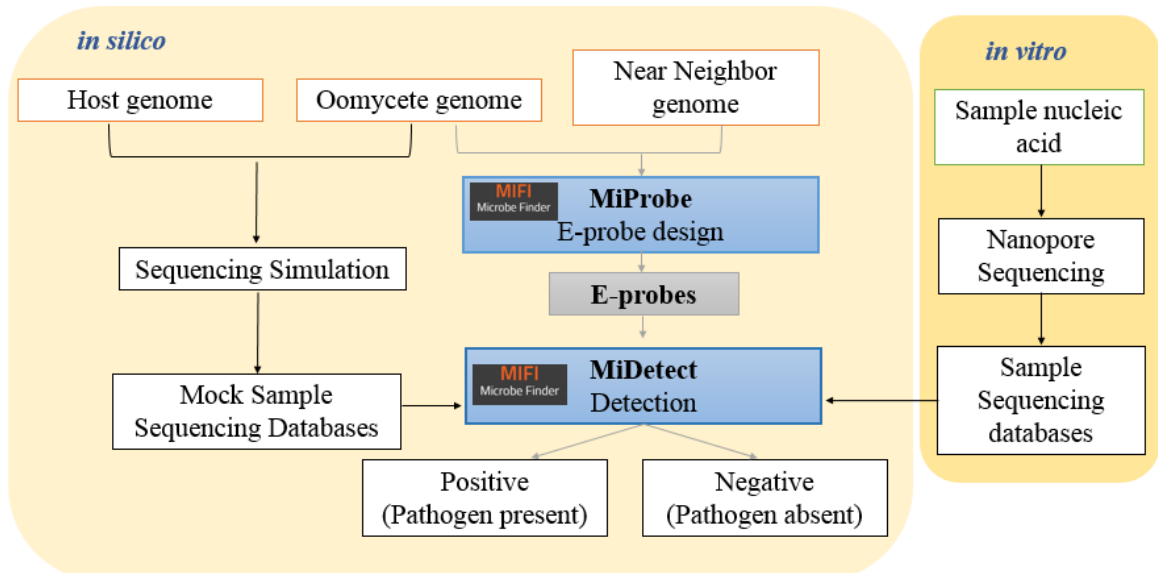 in silico
Host genome
Oomycete genome
Near Neighbor
genome
MIFI
Microbe Finder
MiProbe
E-probe design
Sequencing Simulation
E-probes
Mock Sample
Sequencing Databases
MIFI
Microbe Finder
MiDetect
Detection
Positive
(Pathogen present)
Negative
(Pathogen absent)
in vitro
Sample nucleic
acid
Nanopore
Sequencing
Sample
Sequencing
databases